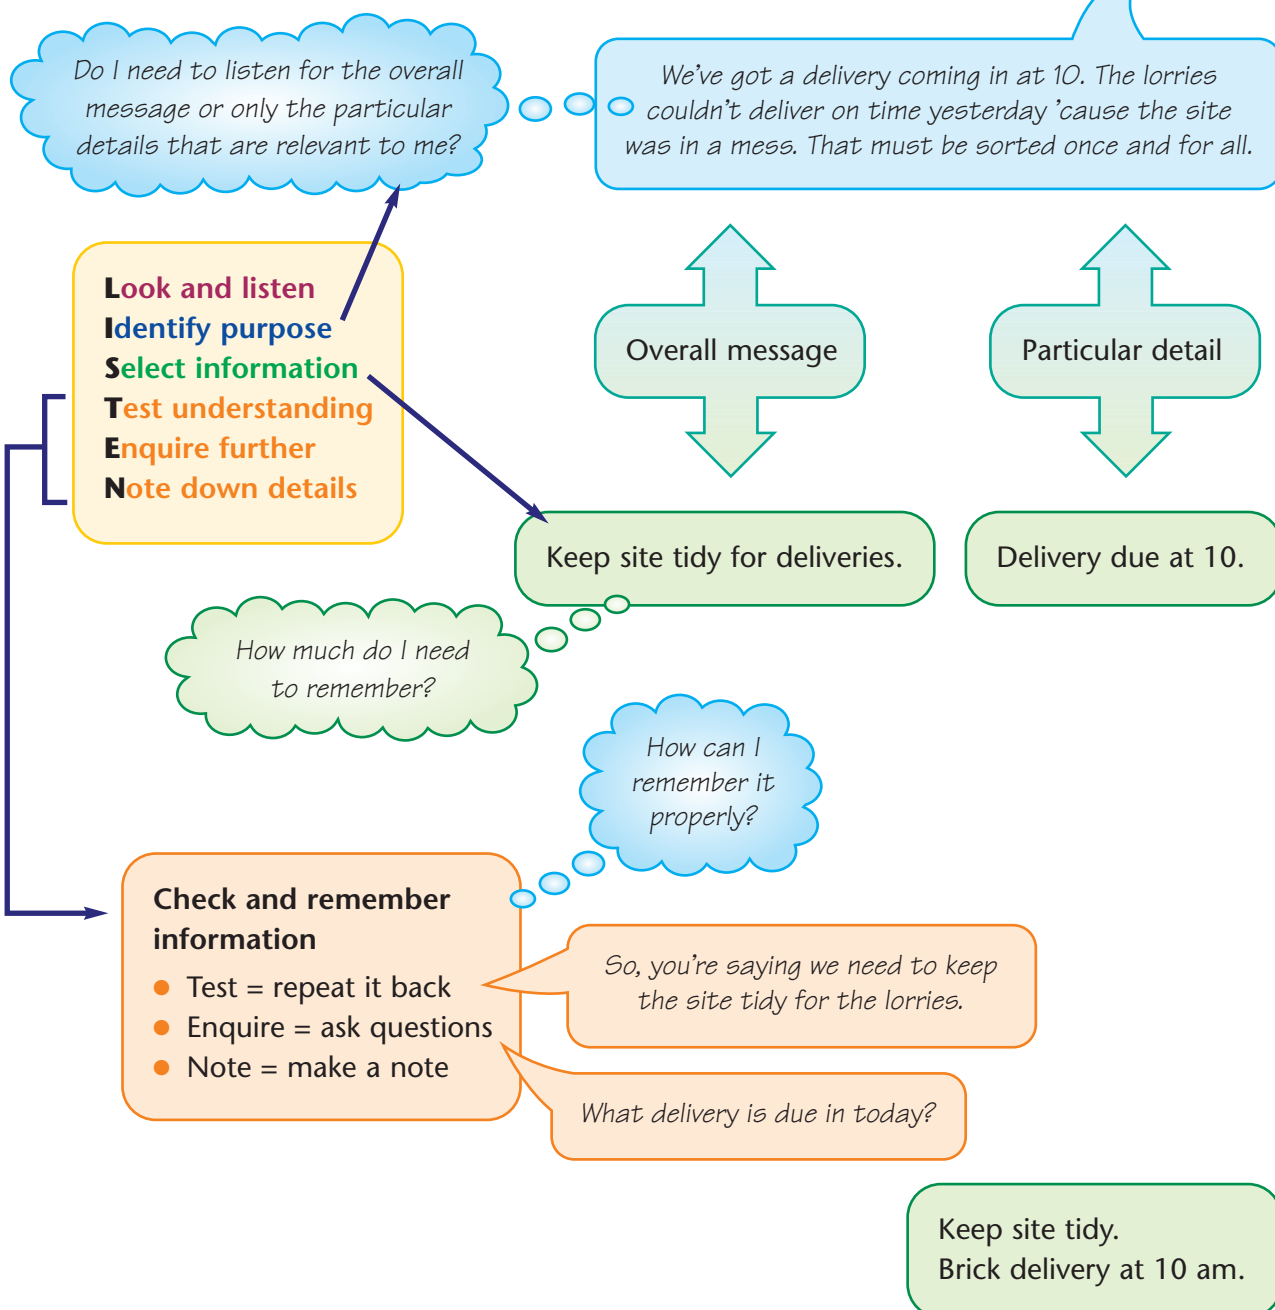 Do I need to listen for the overall
message or only the particular
details that are relevant to me?
We've got a delivery coming in at 10. The lorries
couldn't deliver on time yesterday 'cause the site
was in a mess. That must be sorted once and for all.
Look and listen
Identify purpose
Select information
Test understanding
Enquire further
Note down details
Overall message
Particular detail
Keep site tidy for deliveries.
Delivery due at 10.
How much do I need
to remember?
How can I
remember it
properly?
Check and remember
information
● Test = repeat it back
● Enquire = ask questions
● Note = make a note
So, you're saying we need to keep
the site tidy for the lorries.
What delivery is due in today?
Keep site tidy.
Brick delivery at 10 am.